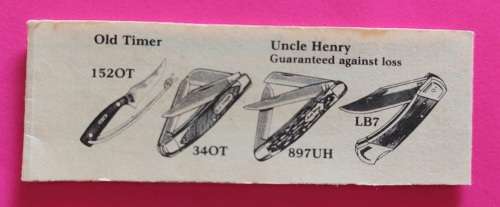 Old Timer
152OT
34OT
Uncle Henry
Guaranteed against loss
897UH
LB7